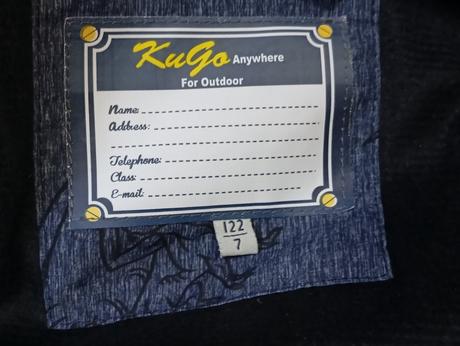 KuGo Anywhere
For Outdoor
Name:
Address:
Telephone:
Class:
E-mail:
122
7